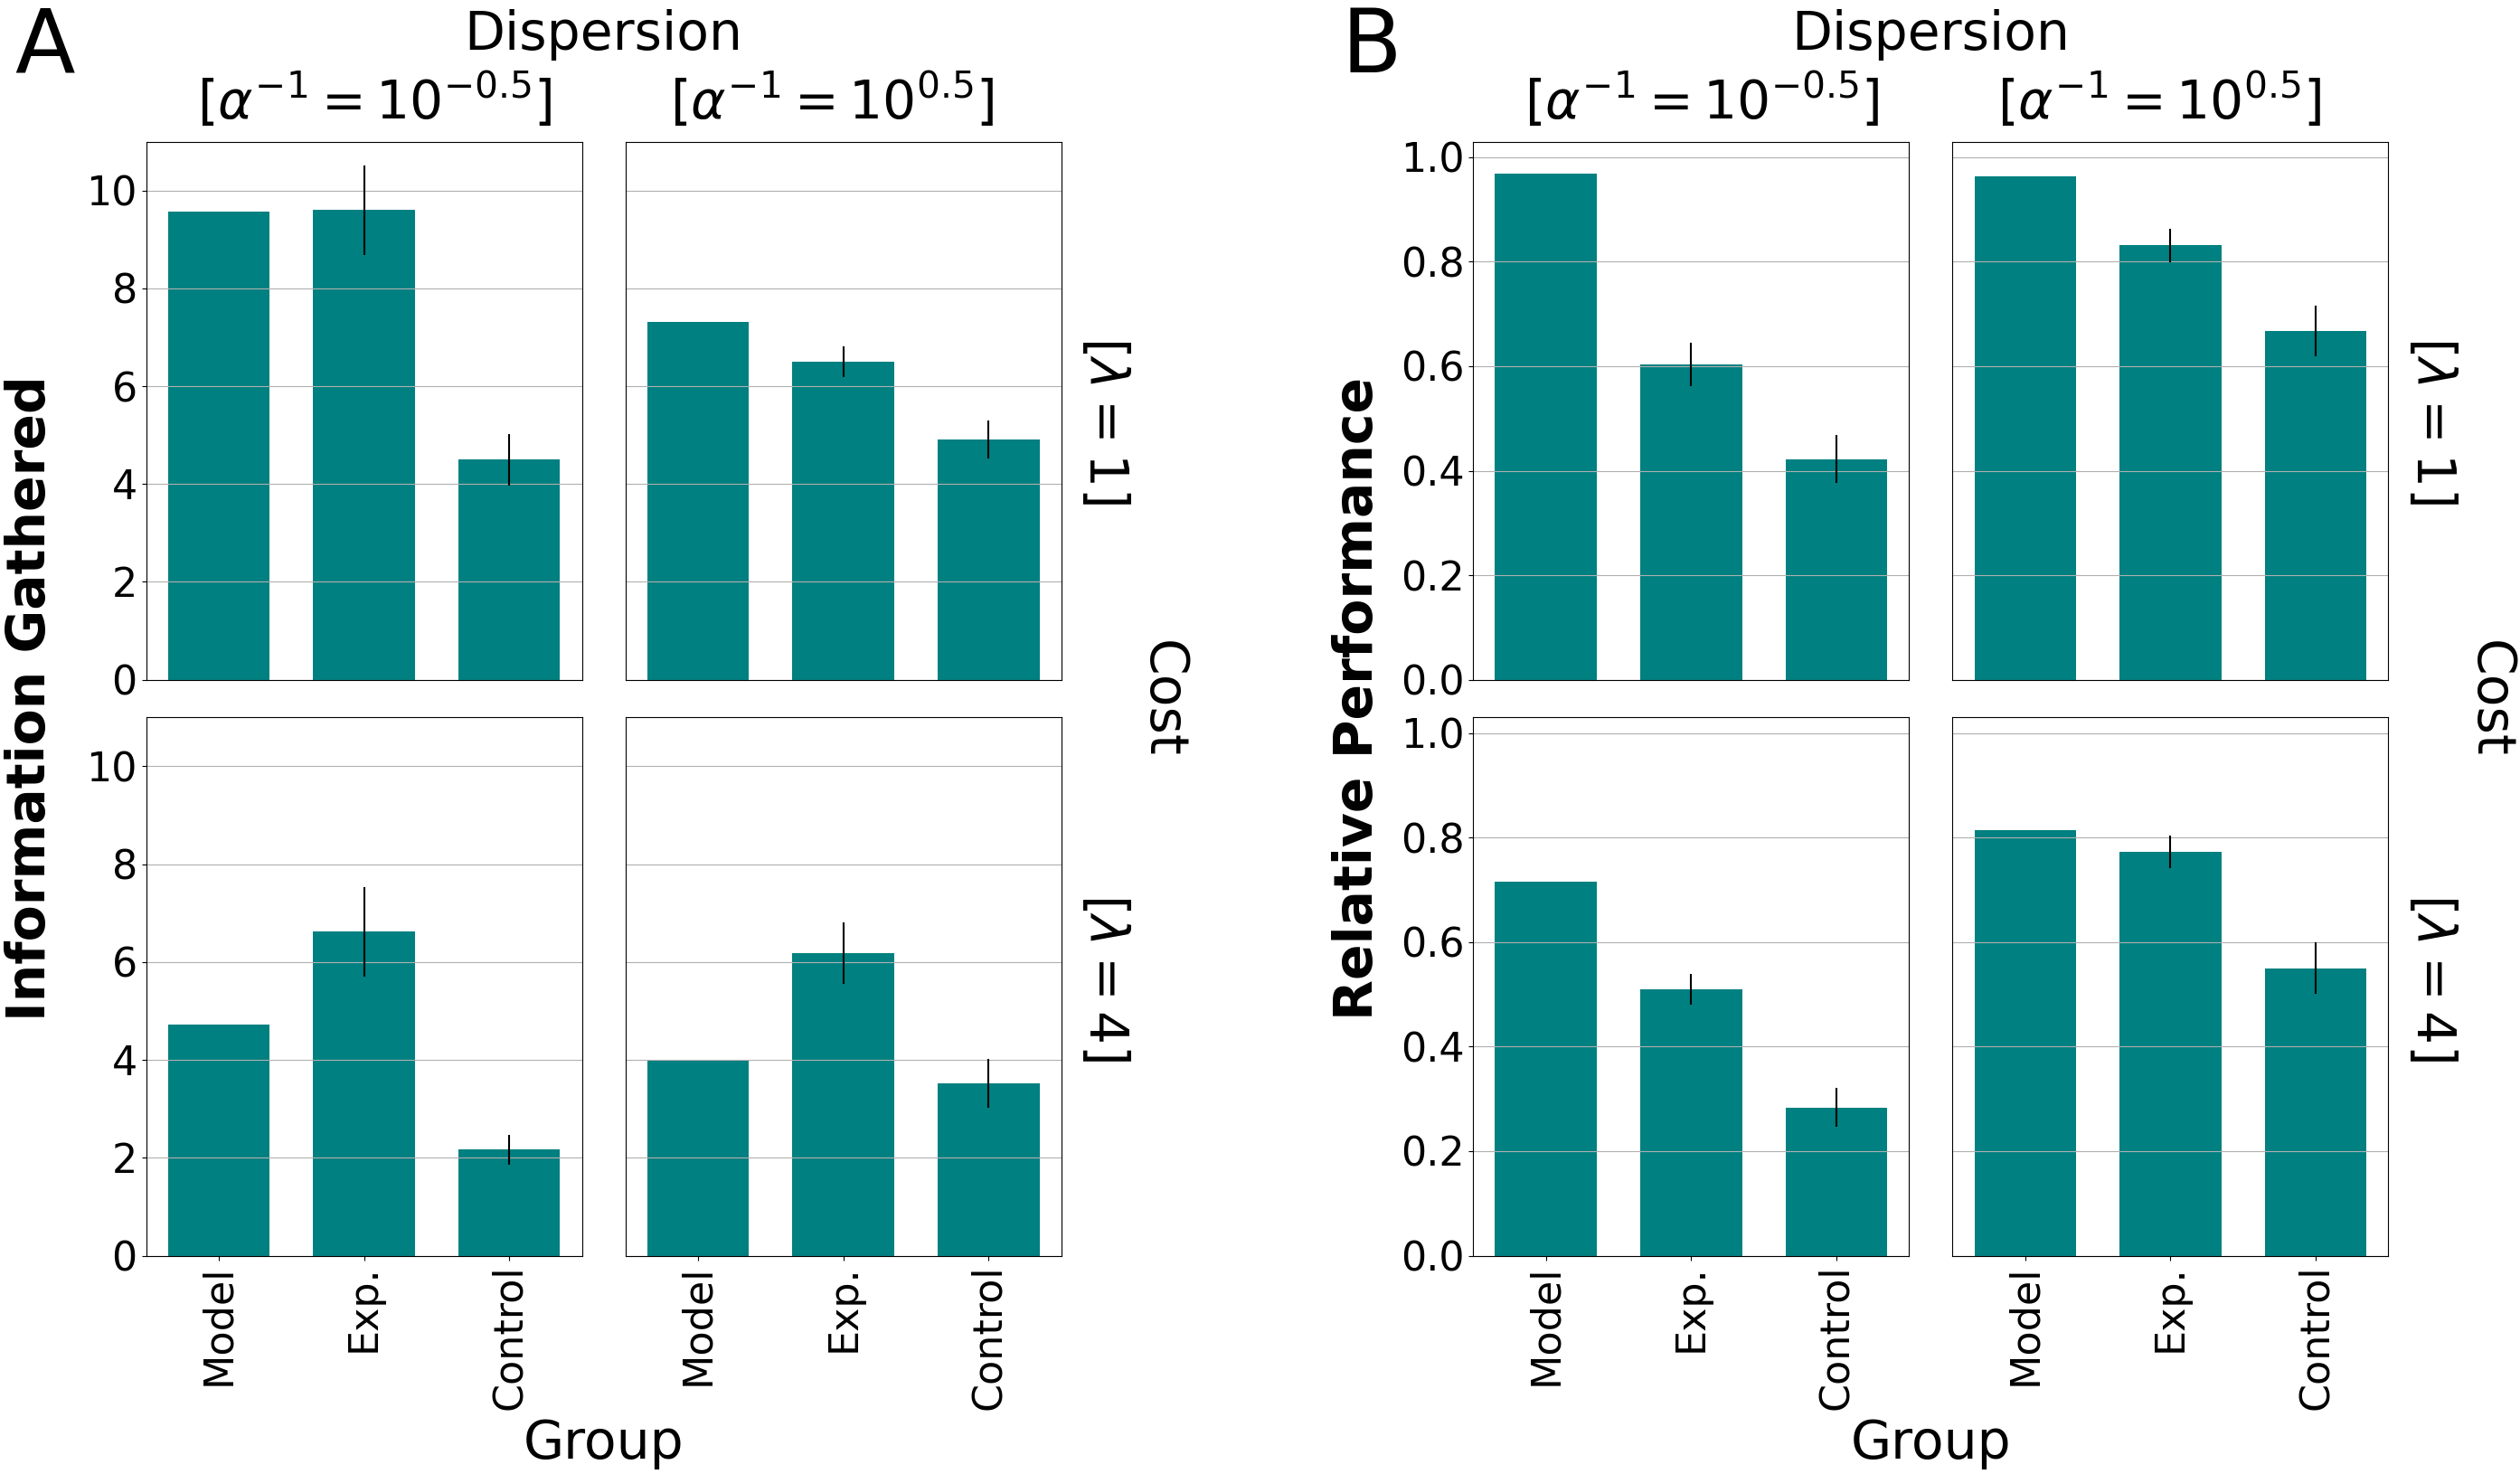 A
Dispersion
[α⁻¹ = 10⁻⁰·⁵] [α⁻¹ = 10⁰·⁵]
Information Gathered
10
8
6
4
2
0
[λ = 1]
10
8
6
4
2
0
[λ = 4]
Cost
Model Exp. Control Model Exp. Control
Group
B
Dispersion
[α⁻¹ = 10⁻⁰·⁵] [α⁻¹ = 10⁰·⁵]
Relative Performance
1.0
0.8
0.6
0.4
0.2
0.0
[λ = 1]
1.0
0.8
0.6
0.4
0.2
0.0
[λ = 4]
Cost
Model Exp. Control Model Exp. Control
Group